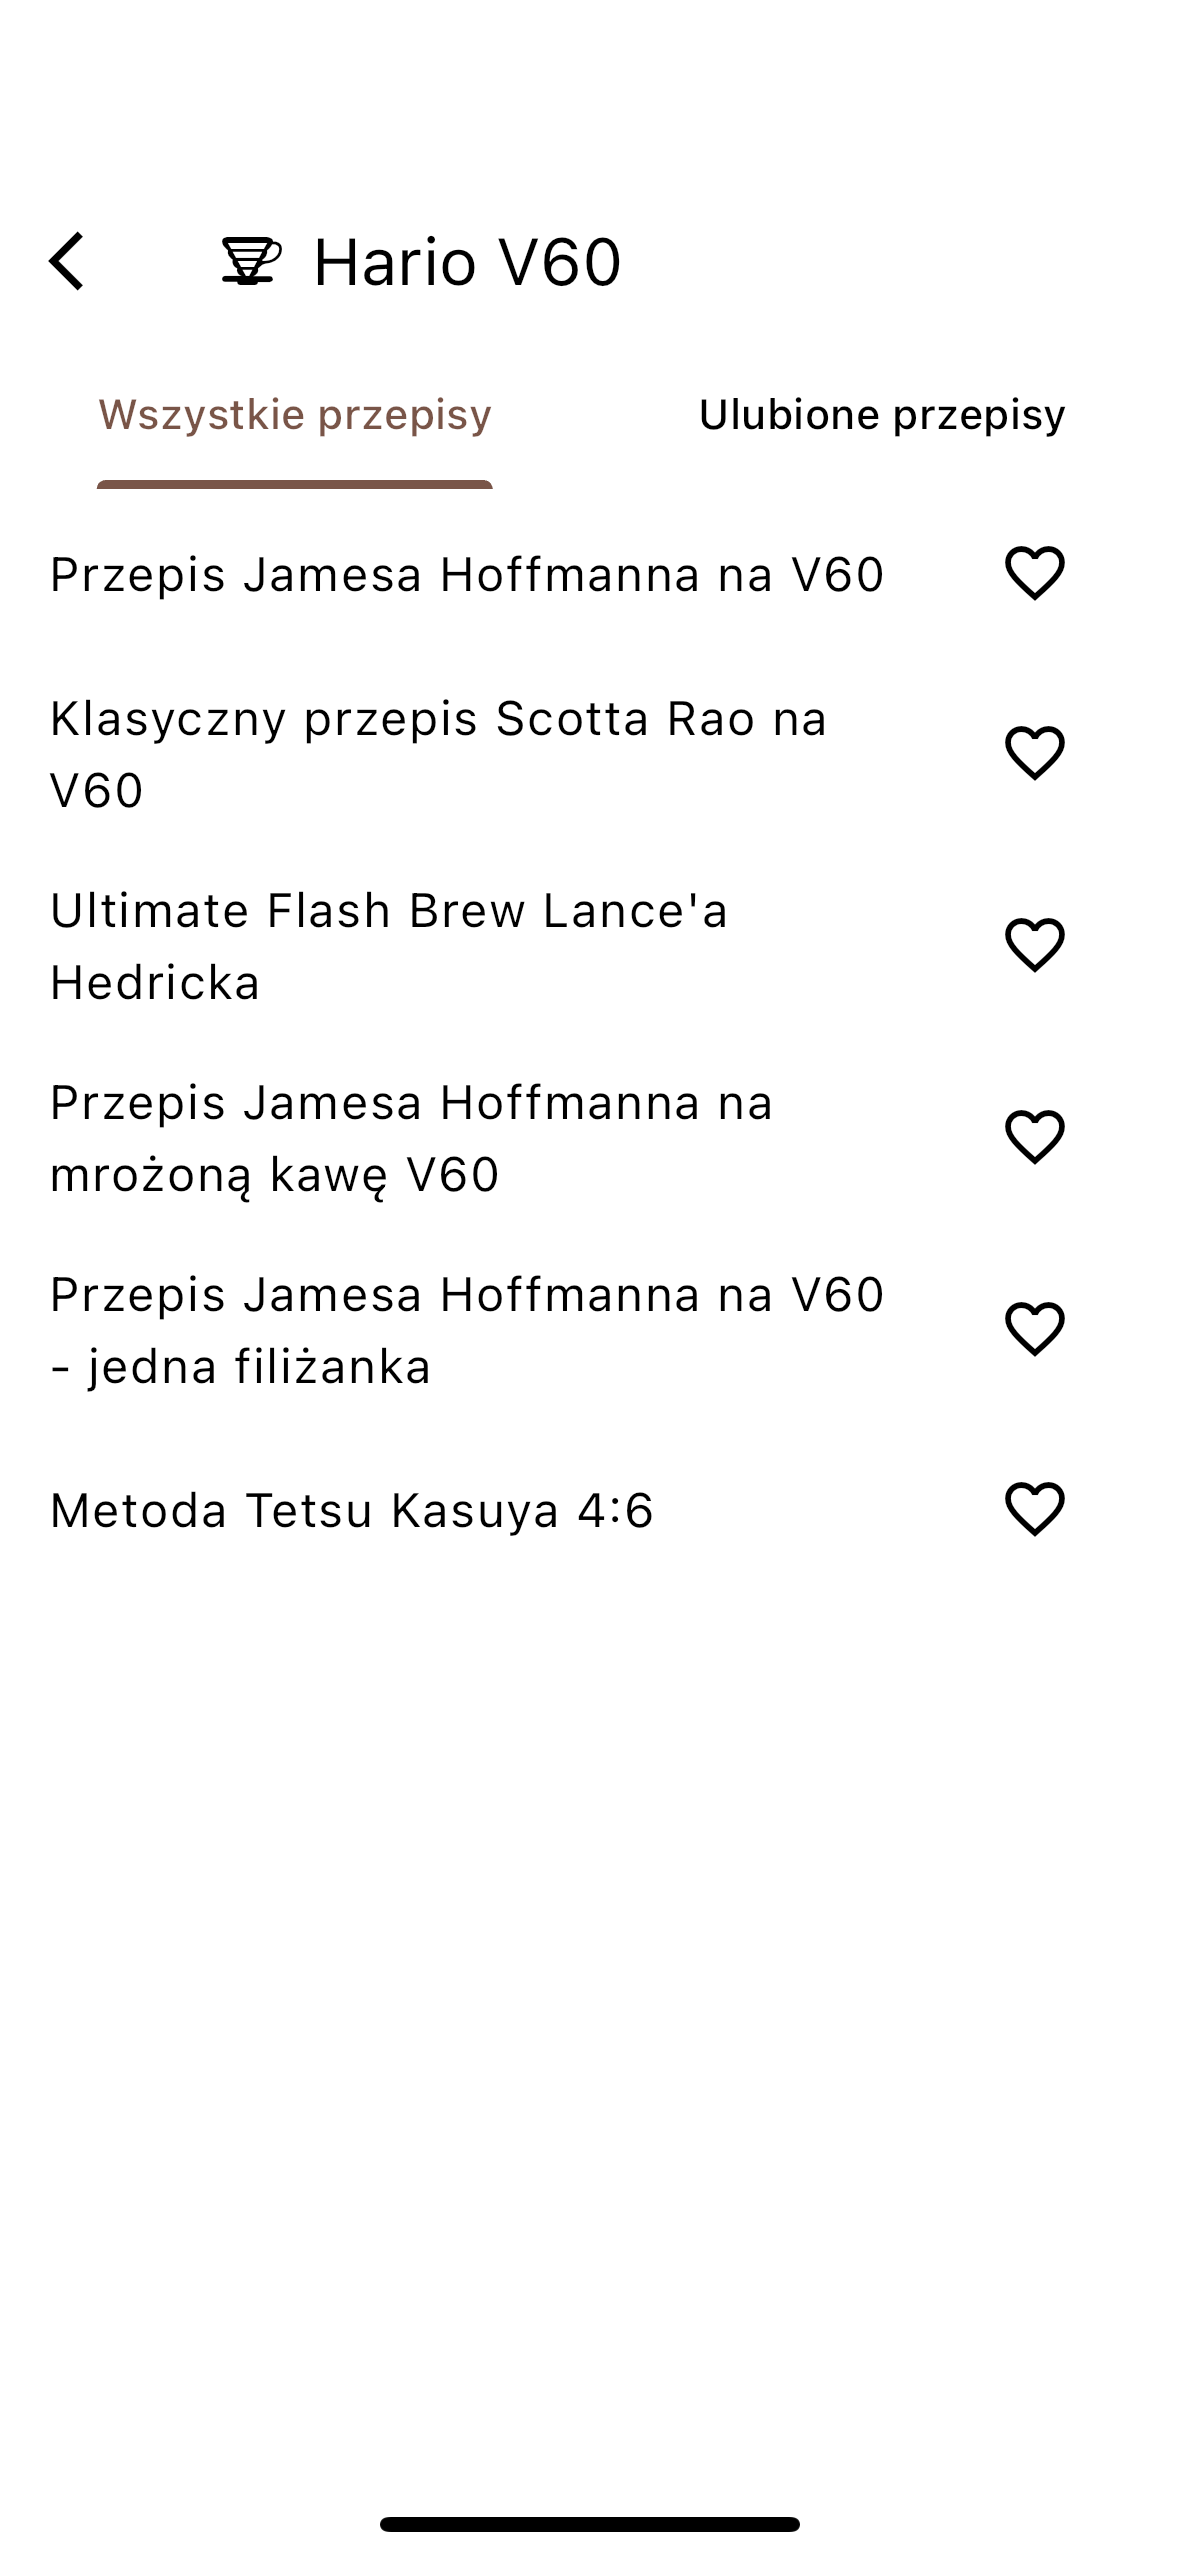 Hario V60
Wszystkie przepisy
Ulubione przepisy
Przepis Jamesa Hoffmanna na V60
Klasyczny przepis Scotta Rao na
V60
Ultimate Flash Brew Lance'a
Hedricka
Przepis Jamesa Hoffmanna na
mrożoną kawę V60
Przepis Jamesa Hoffmanna na V60
- jedna filiżanka
Metoda Tetsu Kasuya 4:6